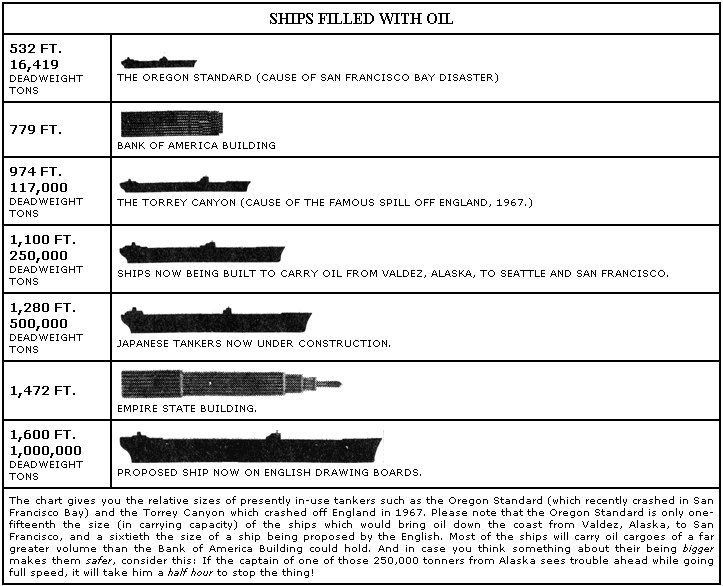 SHIPS FILLED WITH OIL
532 FT.
16,419
DEADWEIGHT
TONS
THE OREGON STANDARD (CAUSE OF SAN FRANCISCO BAY DISASTER)
779 FT.
BANK OF AMERICA BUILDING
974 FT.
117,000
DEADWEIGHT
TONS
THE TORREY CANYON (CAUSE OF THE FAMOUS SPILL OFF ENGLAND, 1967.)
1,100 FT.
250,000
DEADWEIGHT
TONS
SHIPS NOW BEING BUILT TO CARRY OIL FROM VALDEZ, ALASKA, TO SEATTLE AND SAN FRANCISCO.
1,280 FT.
500,000
DEADWEIGHT
TONS
JAPANESE TANKERS NOW UNDER CONSTRUCTION.
1,472 FT.
EMPIRE STATE BUILDING.
1,600 FT.
1,000,000
DEADWEIGHT
TONS
PROPOSED SHIP NOW ON ENGLISH DRAWING BOARDS.
The chart gives you the relative sizes of presently in-use tankers such as the Oregon Standard (which recently crashed in San
Francisco Bay) and the Torrey Canyon which crashed off England in 1967. Please note that the Oregon Standard is only one-
fifteenth the size (in carrying capacity) of the ships which would bring oil down the coast from Valdez, Alaska, to San
Francisco, and a sixtieth the size of a ship being proposed by the English. Most of the ships will carry oil cargoes of a far
greater volume than the Bank of America Building could hold. And in case you think something about their being bigger
makes them safer, consider this: If the captain of one of those 250,000 tonners from Alaska sees trouble ahead while going
full speed, it will take him a half hour to stop the thing!